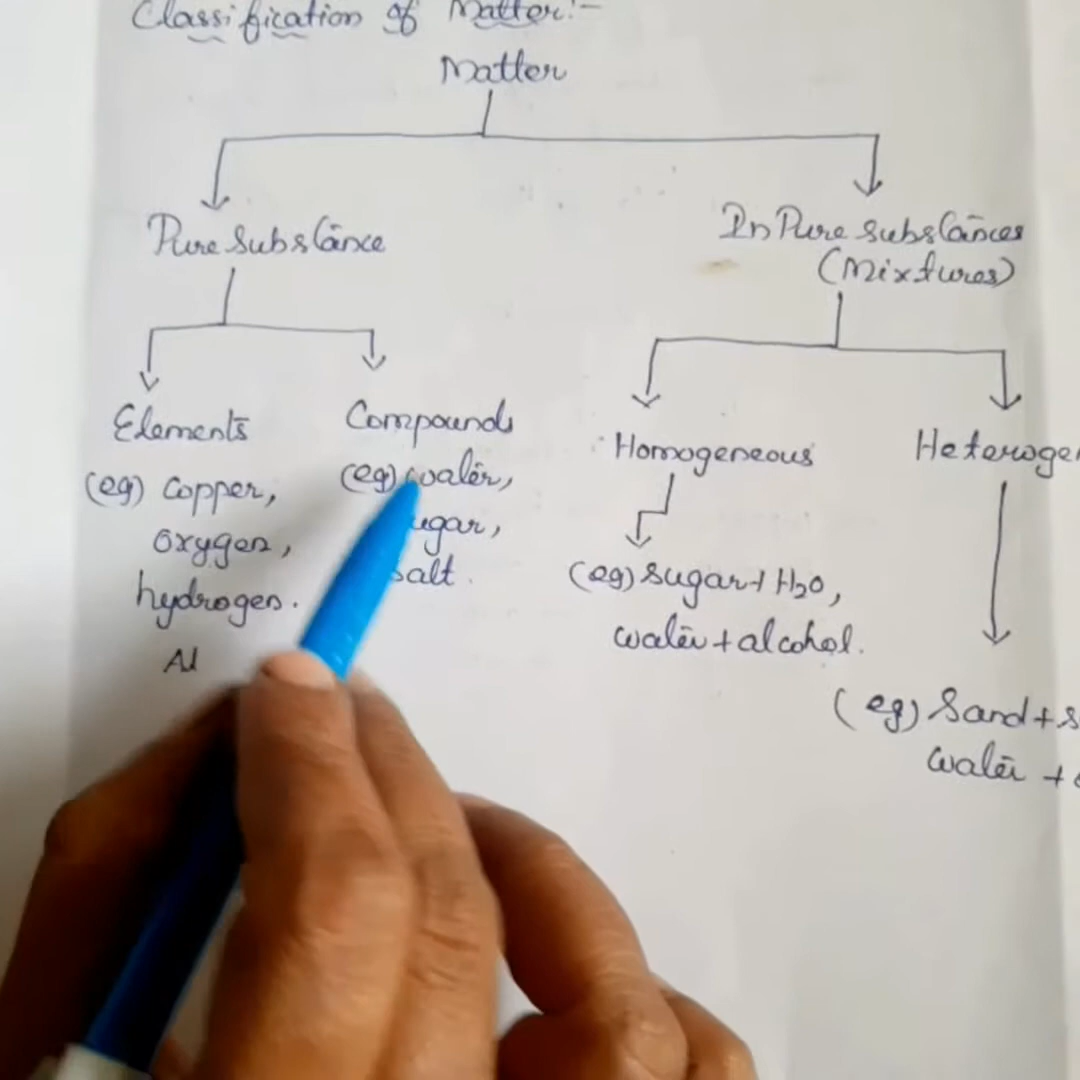 Classification of Matter:-
Matter
Pure Substance
InPure Substances
(Mixtures)
Elements
Compounds
Homogeneous
Heteroge
(eg) Copper,
oxygen,
hydrogen.
Al
(eg) water,
ugar,
salt.
(eg) Sugar + H2O,
water + alcohol.
(eg) Sand + s
water +